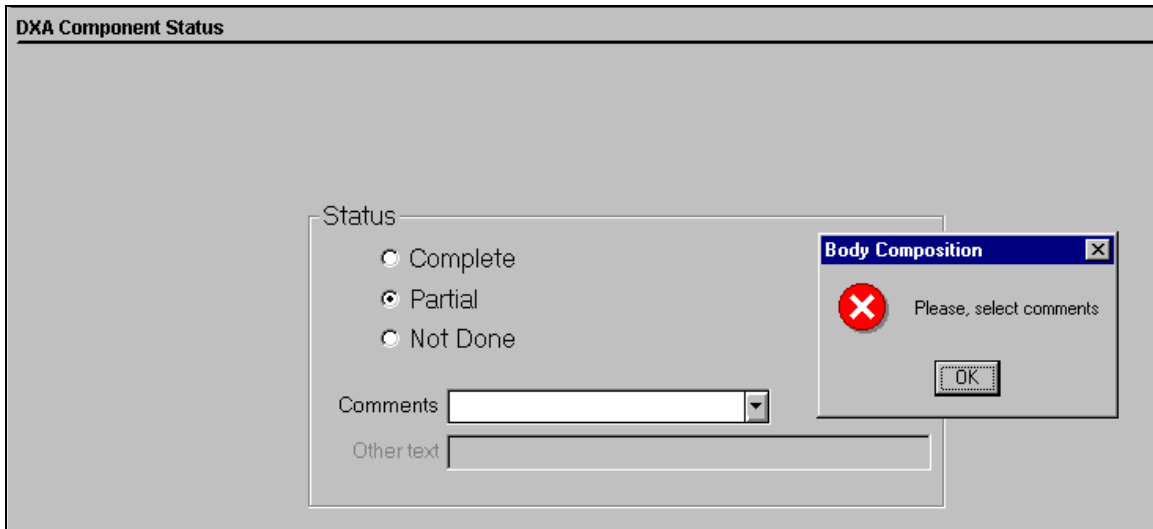 DXA Component Status
Status
Complete
Partial
Not Done
Comments
Other text
Body Composition
Please, select comments
OK